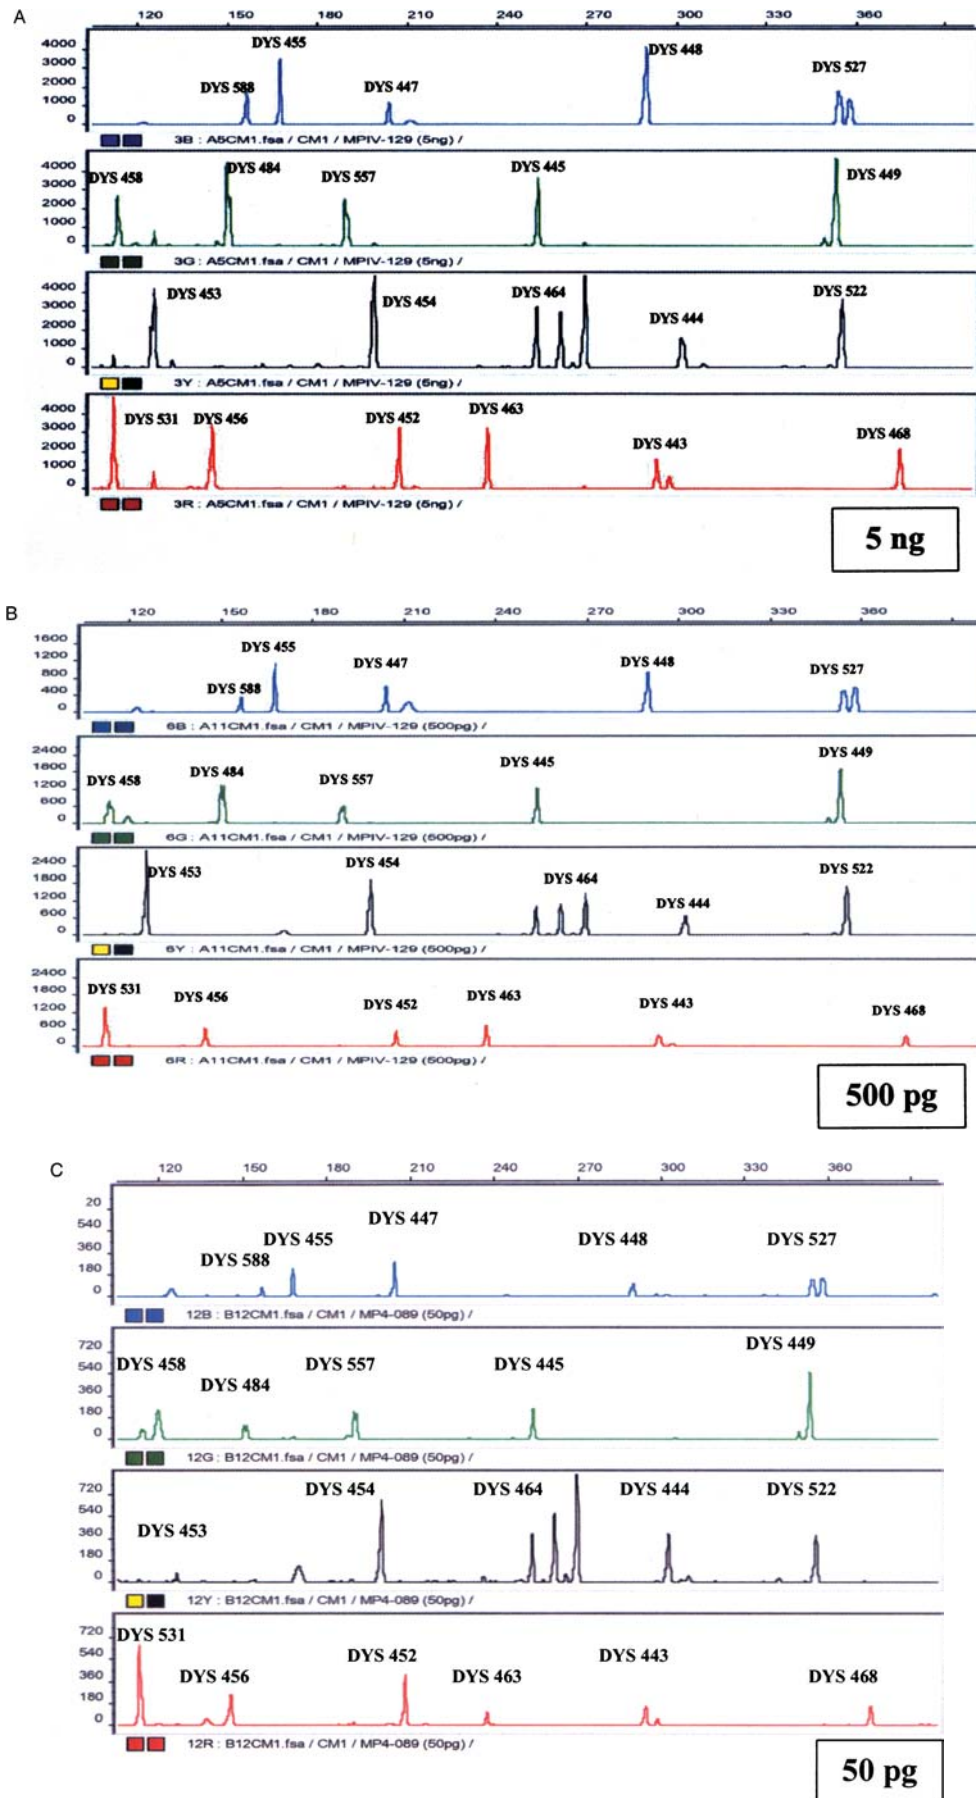 A
120 150 180 210 240 270 300 330 360
4000
3000
2000
1000
0
DYS 588 DYS 455 DYS 447 DYS 448 DYS 527
3B : A5CM1.fsa / CM1 / MPIV-129 (5ng) /
4000
3000
2000
1000
0
DYS 458 DYS 484 DYS 557 DYS 445 DYS 449
3G : A5CM1.fsa / CM1 / MPIV-129 (5ng) /
4000
3000
2000
1000
0
DYS 453 DYS 454 DYS 464 DYS 444 DYS 522
3Y : A5CM1.fsa / CM1 / MPIV-129 (5ng) /
4000
3000
2000
1000
0
DYS 531 DYS 456 DYS 452 DYS 463 DYS 443 DYS 468
3R : A5CM1.fsa / CM1 / MPIV-129 (5ng) /
5 ng
B
120 150 180 210 240 270 300 330 360
1600
1200
800
400
0
DYS 588 DYS 455 DYS 447 DYS 448 DYS 527
6B : A11CM1.fsa / CM1 / MPIV-129 (500pg) /
2400
1800
1200
600
0
DYS 458 DYS 484 DYS 557 DYS 445 DYS 449
6G : A11CM1.fsa / CM1 / MPIV-129 (500pg) /
2400
1800
1200
600
0
DYS 453 DYS 454 DYS 464 DYS 444 DYS 522
6Y : A11CM1.fsa / CM1 / MPIV-129 (500pg) /
2400
1800
1200
600
0
DYS 531 DYS 456 DYS 452 DYS 463 DYS 443 DYS 468
6R : A11CM1.fsa / CM1 / MPIV-129 (500pg) /
500 pg
C
120 150 180 210 240 270 300 330 360
20
540
360
180
0
DYS 588 DYS 455 DYS 447 DYS 448 DYS 527
12B : B12CM1.fsa / CM1 / MP4-089 (50pg) /
720
540
360
180
0
DYS 458 DYS 484 DYS 557 DYS 445 DYS 449
12G : B12CM1.fsa / CM1 / MP4-089 (50pg) /
720
540
360
180
0
DYS 453 DYS 454 DYS 464 DYS 444 DYS 522
12Y : B12CM1.fsa / CM1 / MP4-089 (50pg) /
720
540
360
180
0
DYS 531 DYS 456 DYS 452 DYS 463 DYS 443 DYS 468
12R : B12CM1.fsa / CM1 / MP4-089 (50pg) /
50 pg